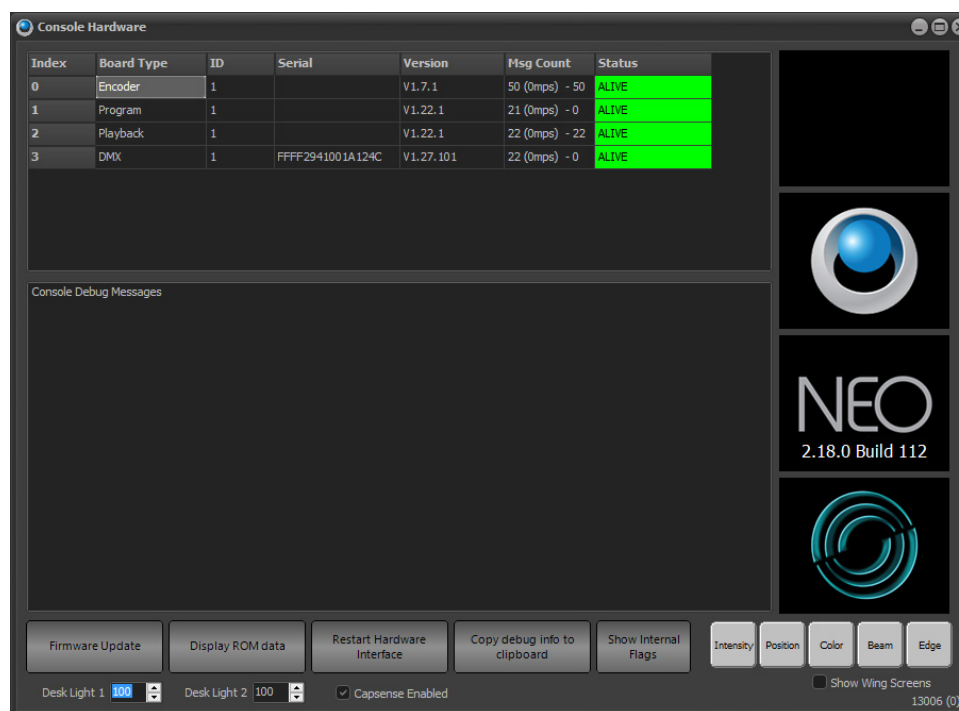 Console Hardware
Index Board Type ID Serial Version Msg Count Status
0 Encoder 1 V1.7.1 50 (0mps) - 50 ALIVE
1 Program 1 V1.22.1 21 (0mps) - 0 ALIVE
2 Playback 1 V1.22.1 22 (0mps) - 22 ALIVE
3 DMX 1 FFFF2941001A124C V1.27.101 22 (0mps) - 0 ALIVE
Console Debug Messages
NEO
2.18.0 Build 112
Firmware Update
Display ROM data
Restart Hardware
Interface
Copy debug info to
clipboard
Show Internal
Flags
Intensity Position Color Beam Edge
Desk Light 1 100 Desk Light 2 100 Capsense Enabled
Show Wing Screens
13006 (0)